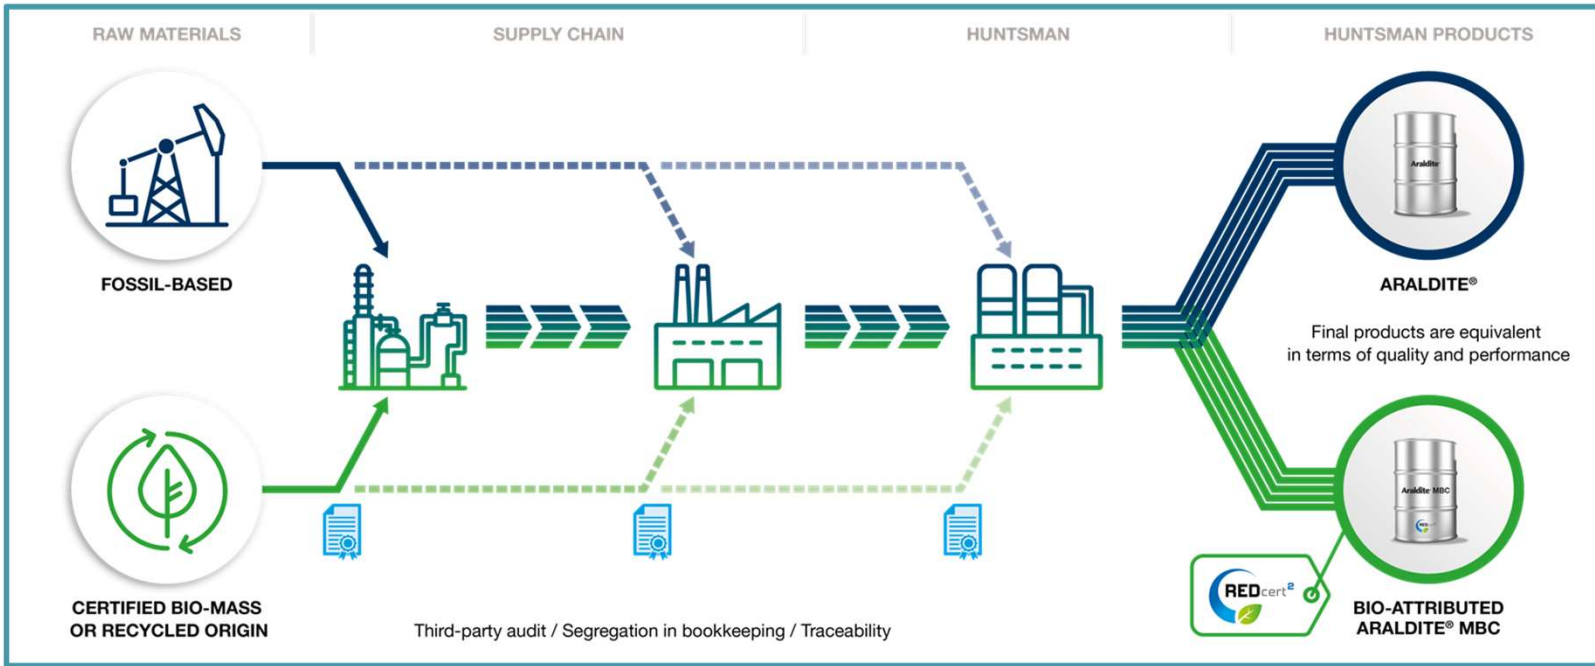 RAW MATERIALS
SUPPLY CHAIN
HUNTSMAN
HUNTSMAN PRODUCTS
Araldite®
FOSSIL-BASED
ARALDITE®
Final products are equivalent
in terms of quality and performance
Araldite® MBC
REDcert
REDcert²
CERTIFIED BIO-MASS
OR RECYCLED ORIGIN
Third-party audit / Segregation in bookkeeping / Traceability
BIO-ATTRIBUTED
ARALDITE® MBC